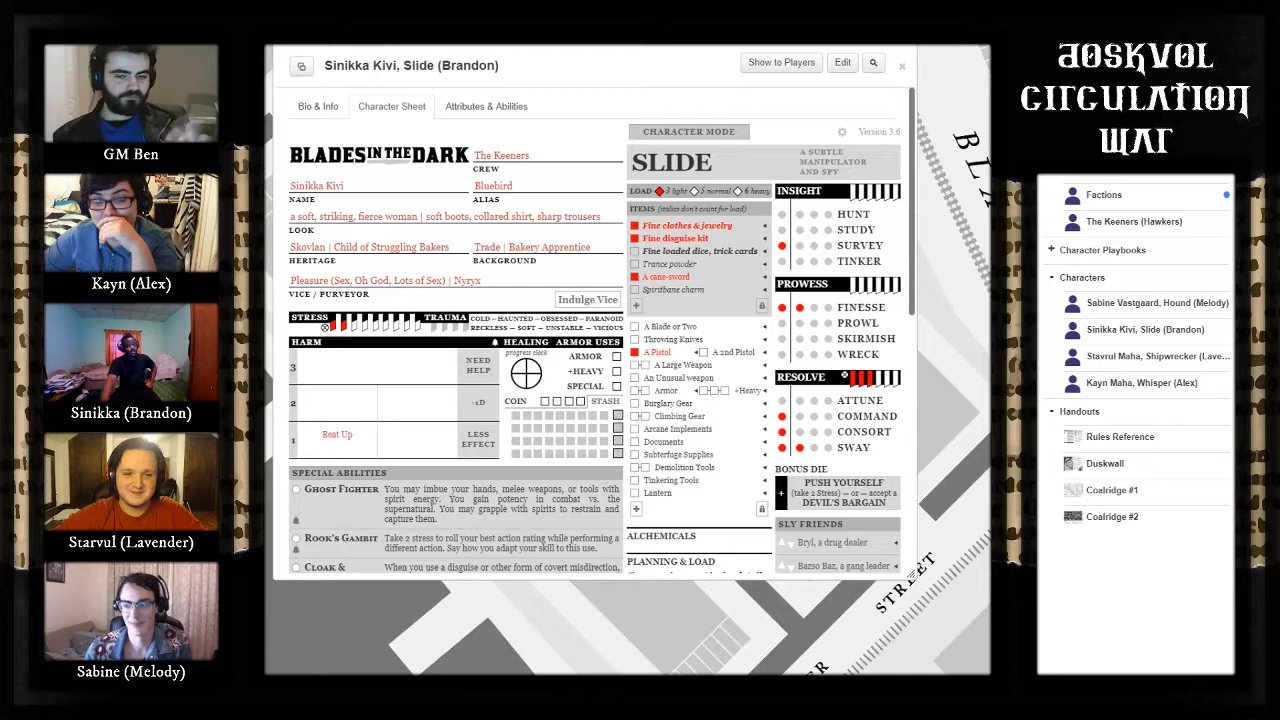 GM Ben
Kayn (Alex)
Sinikka (Brandon)
Starvul (Lavender)
Sabine (Melody)
Sinikka Kivi, Slide (Brandon)
Show to Players
Edit
Bio & Info
Character Sheet
Attributes & Abilities
BLADES IN THE DARK
The Keeners
CREW
Sinikka Kivi
Bluebird
NAME
ALIAS
a soft, striking, fierce woman | soft boots, collared shirt, sharp trousers
LOOK
Skovlan | Child of Struggling Bakers
Trade | Bakery Apprentice
HERITAGE
BACKGROUND
Pleasure (Sex, Oh God, Lots of Sex) | Nyryx
VICE / PURVEYOR
Indulge Vice
STRESS
TRAUMA
COLD – HAUNTED – OBSESSED – PARANOID
RECKLESS – SOFT – UNSTABLE – VICIOUS
HARM
HEALING
ARMOR USES
progress clock
3
NEED
HELP
ARMOR
+HEAVY
SPECIAL
2
-1D
COIN
STASH
1
Beat Up
LESS
EFFECT
SPECIAL ABILITIES
GHOST FIGHTER
You may imbue your hands, melee weapons, or tools with
spirit energy. You gain potency in combat vs. the
supernatural. You may grapple with spirits to restrain and
capture them.
ROOK'S GAMBIT
Take 2 stress to roll your best action rating while performing a
different action. Say how you adapt your skill to this use.
CLOAK &
When you use a disguise or other form of covert misdirection,
CHARACTER MODE
Version 3.6
SLIDE
A SUBTLE
MANIPULATOR
AND SPY
LOAD
3 light
5 normal
6 heavy
ITEMS (italics don't count for load)
Fine clothes & jewelry
Fine disguise kit
Fine loaded dice, trick cards
Trance powder
A cane-sword
Spiritbane charm
+
A Blade or Two
Throwing Knives
A Pistol
A 2nd Pistol
A Large Weapon
An Unusual weapon
Armor
+Heavy
Burglary Gear
Climbing Gear
Arcane Implements
Documents
Subterfuge Supplies
Demolition Tools
Tinkering Tools
Lantern
+
ALCHEMICALS
PLANNING & LOAD
INSIGHT
HUNT
STUDY
SURVEY
TINKER
PROWESS
FINESSE
PROWL
SKIRMISH
WRECK
RESOLVE
ATTUNE
COMMAND
CONSORT
SWAY
BONUS DIE
+
PUSH YOURSELF
(take 2 Stress) — or — accept a
DEVIL'S BARGAIN
SLY FRIENDS
Bryl, a drug dealer
Bazso Baz, a gang leader
STREET
DOSKVOL
CIRCULATION
WAR
Factions
The Keeners (Hawkers)
Character Playbooks
Characters
Sabine Vastgaard, Hound (Melody)
Sinikka Kivi, Slide (Brandon)
Stavrul Maha, Shipwrecker (Lave...
Kayn Maha, Whisper (Alex)
Handouts
Rules Reference
Duskwall
Coalridge #1
Coalridge #2